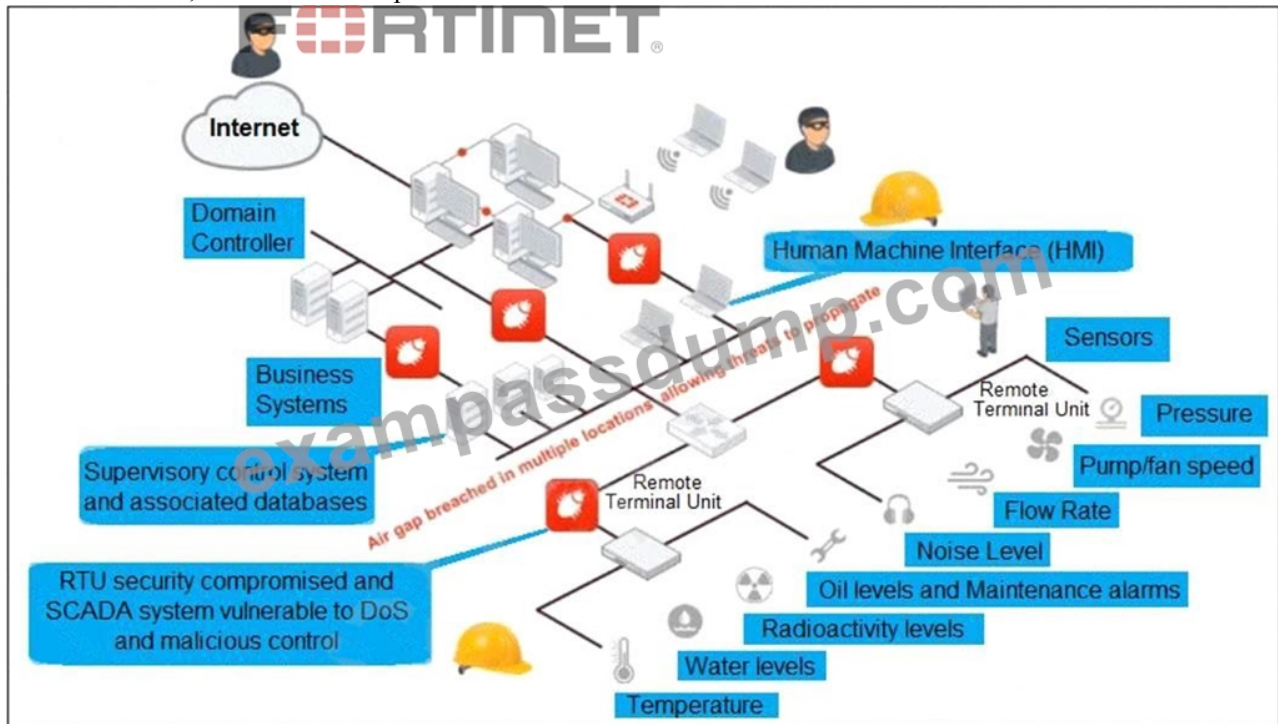 FORTINET®
Internet
Domain
Controller
Human Machine Interface (HMI)
Business
Systems
Sensors
Remote
Terminal Unit
Pressure
Pump/fan speed
Supervisory control system
and associated databases
Air gap breached in multiple locations, allowing threats to propagate
exampassdump.com
Remote
Terminal Unit
Flow Rate
Noise Level
Oil levels and Maintenance alarms
RTU security compromised and
SCADA system vulnerable to DoS
and malicious control
Radioactivity levels
Water levels
Temperature